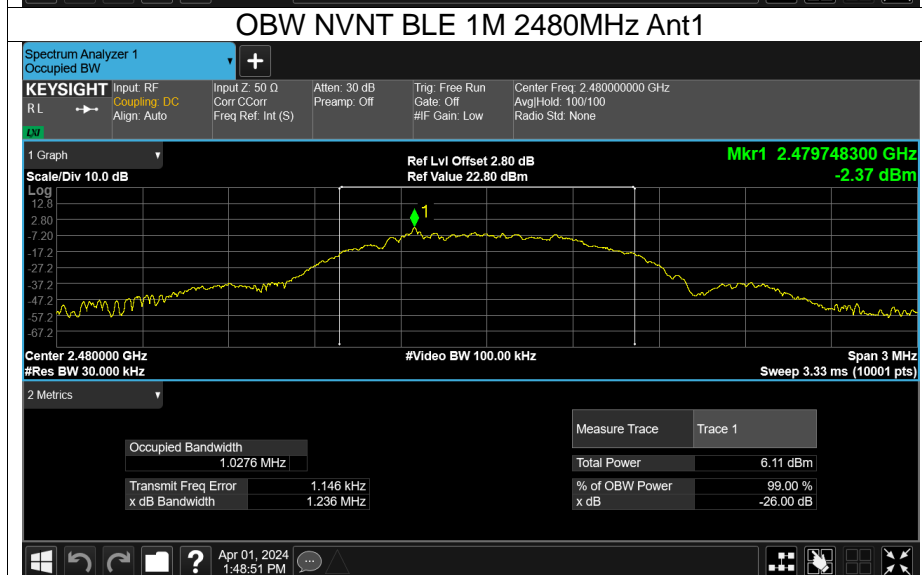 OBW NVNT BLE 1M 2480MHz Ant1
Spectrum Analyzer 1
Occupied BW
KEYSIGHT
R L
LXI
Input: RF
Coupling: DC
Align: Auto
Input Z: 50 Ω
Corr CCorr
Freq Ref: Int (S)
Atten: 30 dB
Preamp: Off
Trig: Free Run
Gate: Off
#IF Gain: Low
Center Freq: 2.480000000 GHz
Avg|Hold: 100/100
Radio Std: None
1 Graph
Ref Lvl Offset 2.80 dB
Mkr1 2.479748300 GHz
Scale/Div 10.0 dB
Ref Value 22.80 dBm
-2.37 dBm
Log
12.8
2.80
-7.20
-17.2
-27.2
-37.2
-47.2
-57.2
-67.2
1
Center 2.480000 GHz
#Video BW 100.00 kHz
Span 3 MHz
#Res BW 30.000 kHz
Sweep 3.33 ms (10001 pts)
2 Metrics
Measure Trace Trace 1
Occupied Bandwidth
1.0276 MHz
Total Power 6.11 dBm
Transmit Freq Error 1.146 kHz
% of OBW Power 99.00 %
x dB Bandwidth 1.236 MHz
x dB -26.00 dB
?
Apr 01, 2024
1:48:51 PM